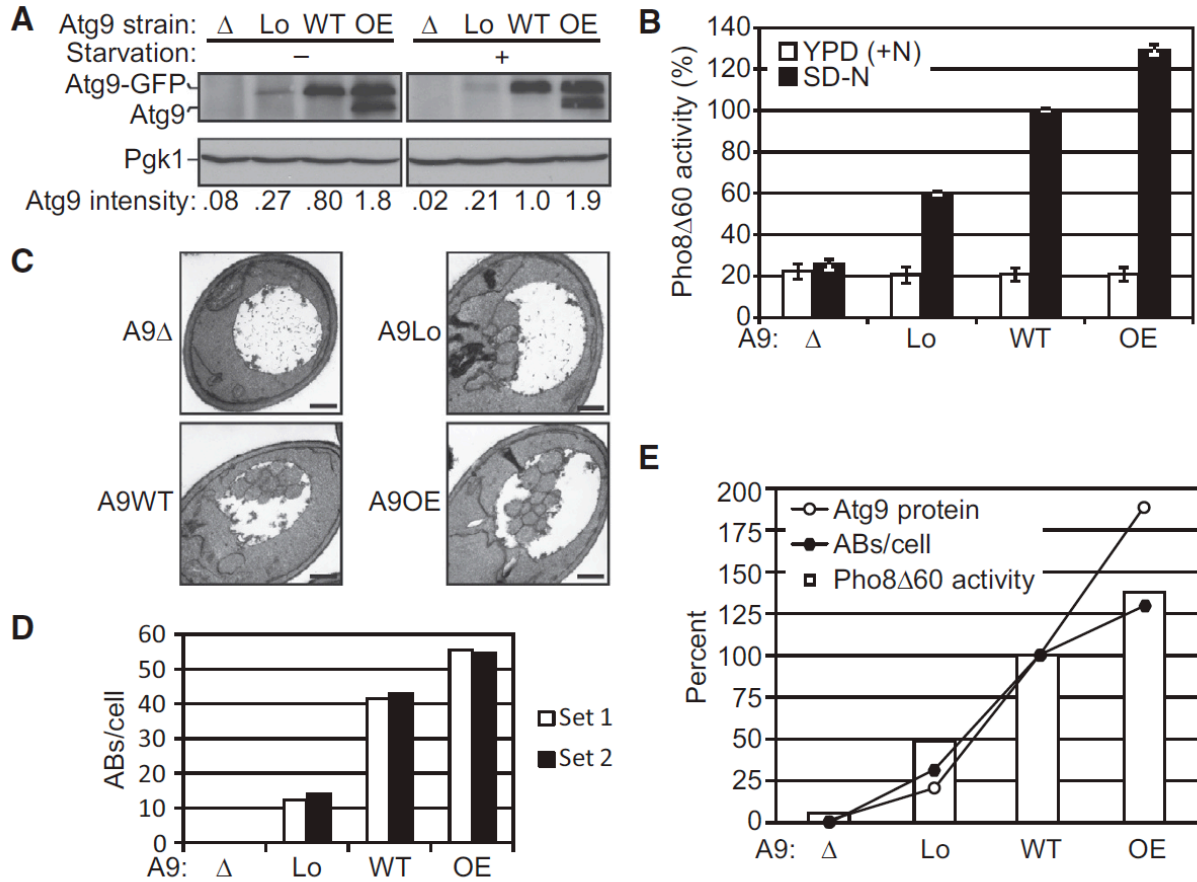 A
Atg9 strain: Δ Lo WT OE Δ Lo WT OE
Starvation: – +
Atg9-GFP
Atg9
Pgk1
Atg9 intensity: .08 .27 .80 1.8 .02 .21 1.0 1.9
B
Pho8Δ60 activity (%)
140
120
100
80
60
40
20
0
YPD (+N)
SD-N
A9: Δ Lo WT OE
C
A9Δ
A9Lo
A9WT
A9OE
D
ABs/cell
60
50
40
30
20
10
0
Set 1
Set 2
A9: Δ Lo WT OE
E
Percent
200
175
150
125
100
75
50
25
0
Atg9 protein
ABs/cell
Pho8Δ60 activity
A9: Δ Lo WT OE